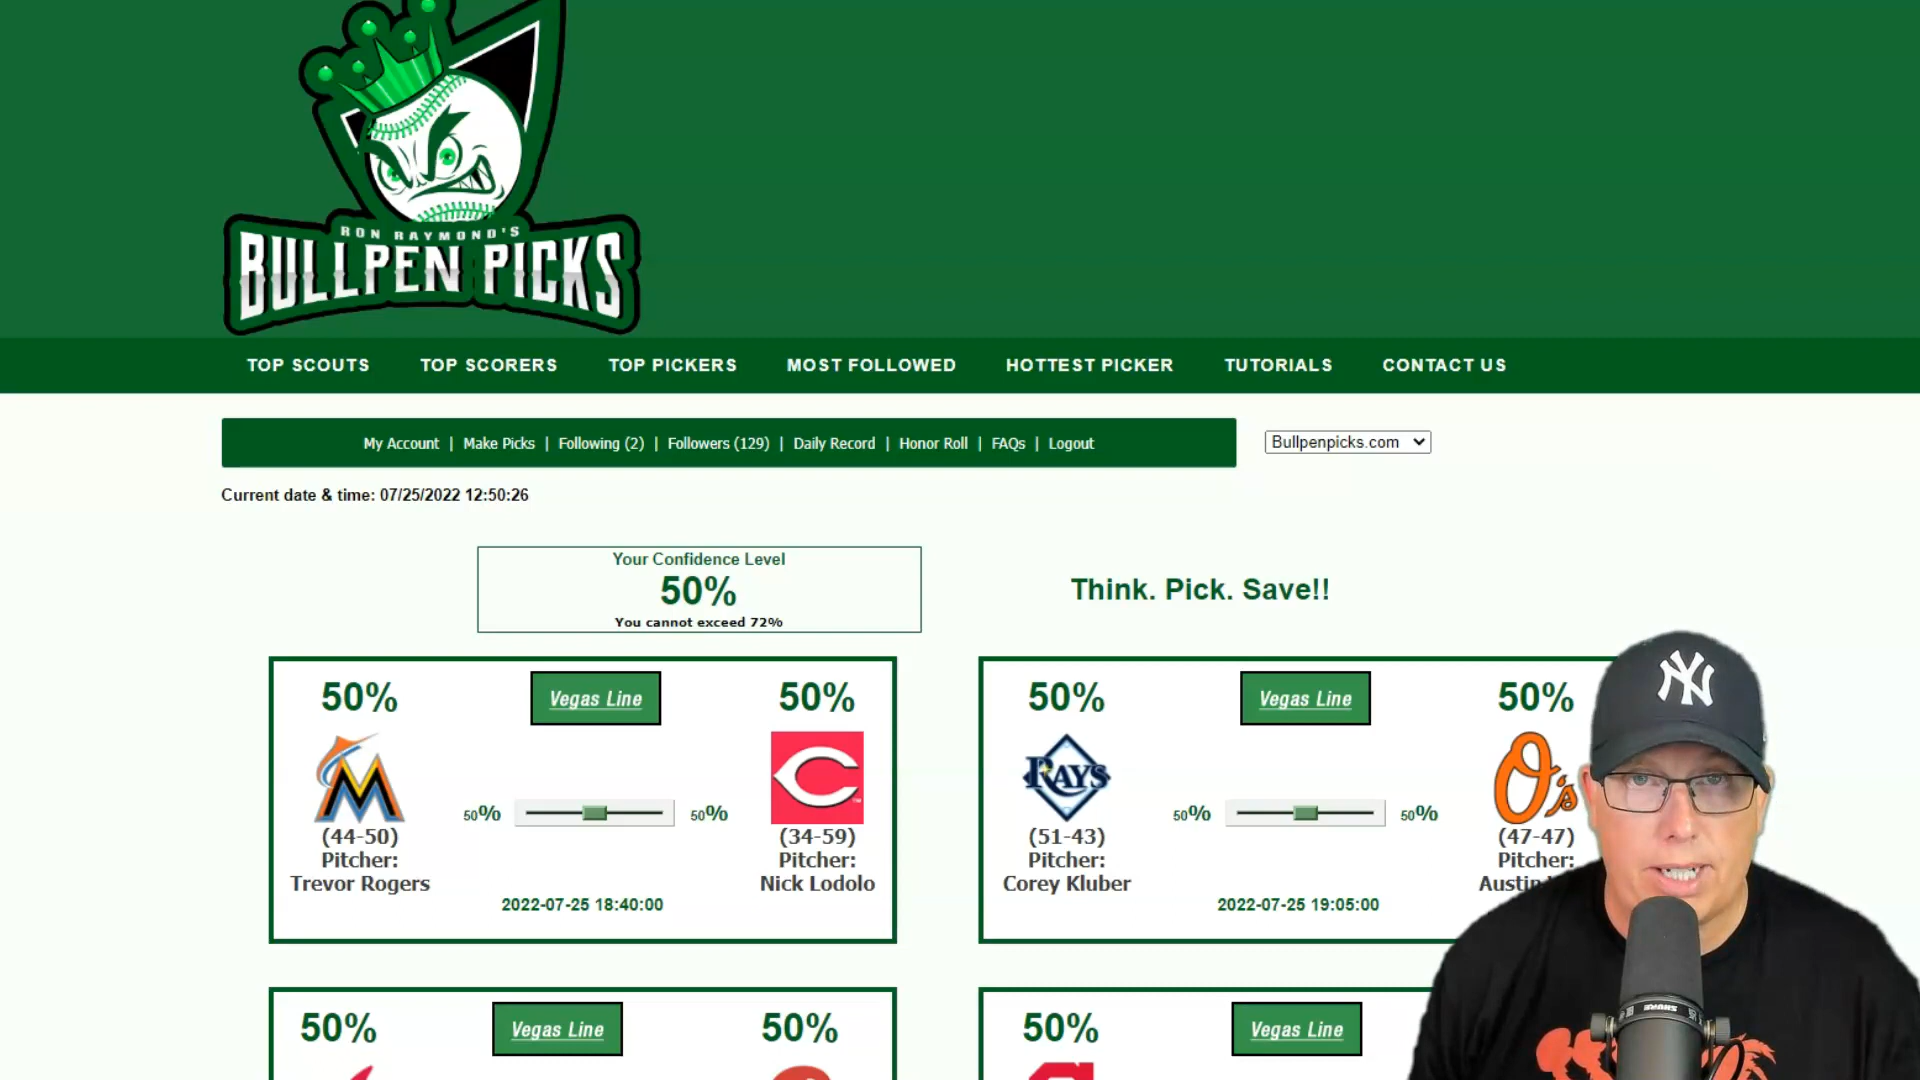 RON RAYMOND'S
BULLPEN PICKS
TOP SCOUTS TOP SCORERS TOP PICKERS MOST FOLLOWED HOTTEST PICKER TUTORIALS CONTACT US
My Account | Make Picks | Following (2) | Followers (129) | Daily Record | Honor Roll | FAQs | Logout
Bullpenpicks.com
Current date & time: 07/25/2022 12:50:26
Your Confidence Level
50%
You cannot exceed 72%
Think. Pick. Save!!
50% Vegas Line 50%
M
C
50% 50%
(44-50) (34-59)
Pitcher: Pitcher:
Trevor Rogers Nick Lodolo
2022-07-25 18:40:00
50% Vegas Line 50%
RAYS
O's
50% 50%
(51-43) (47-47)
Pitcher: Pitcher:
Corey Kluber Austin
2022-07-25 19:05:00
50% Vegas Line 50%
50% Vegas Line
NY
SHURE